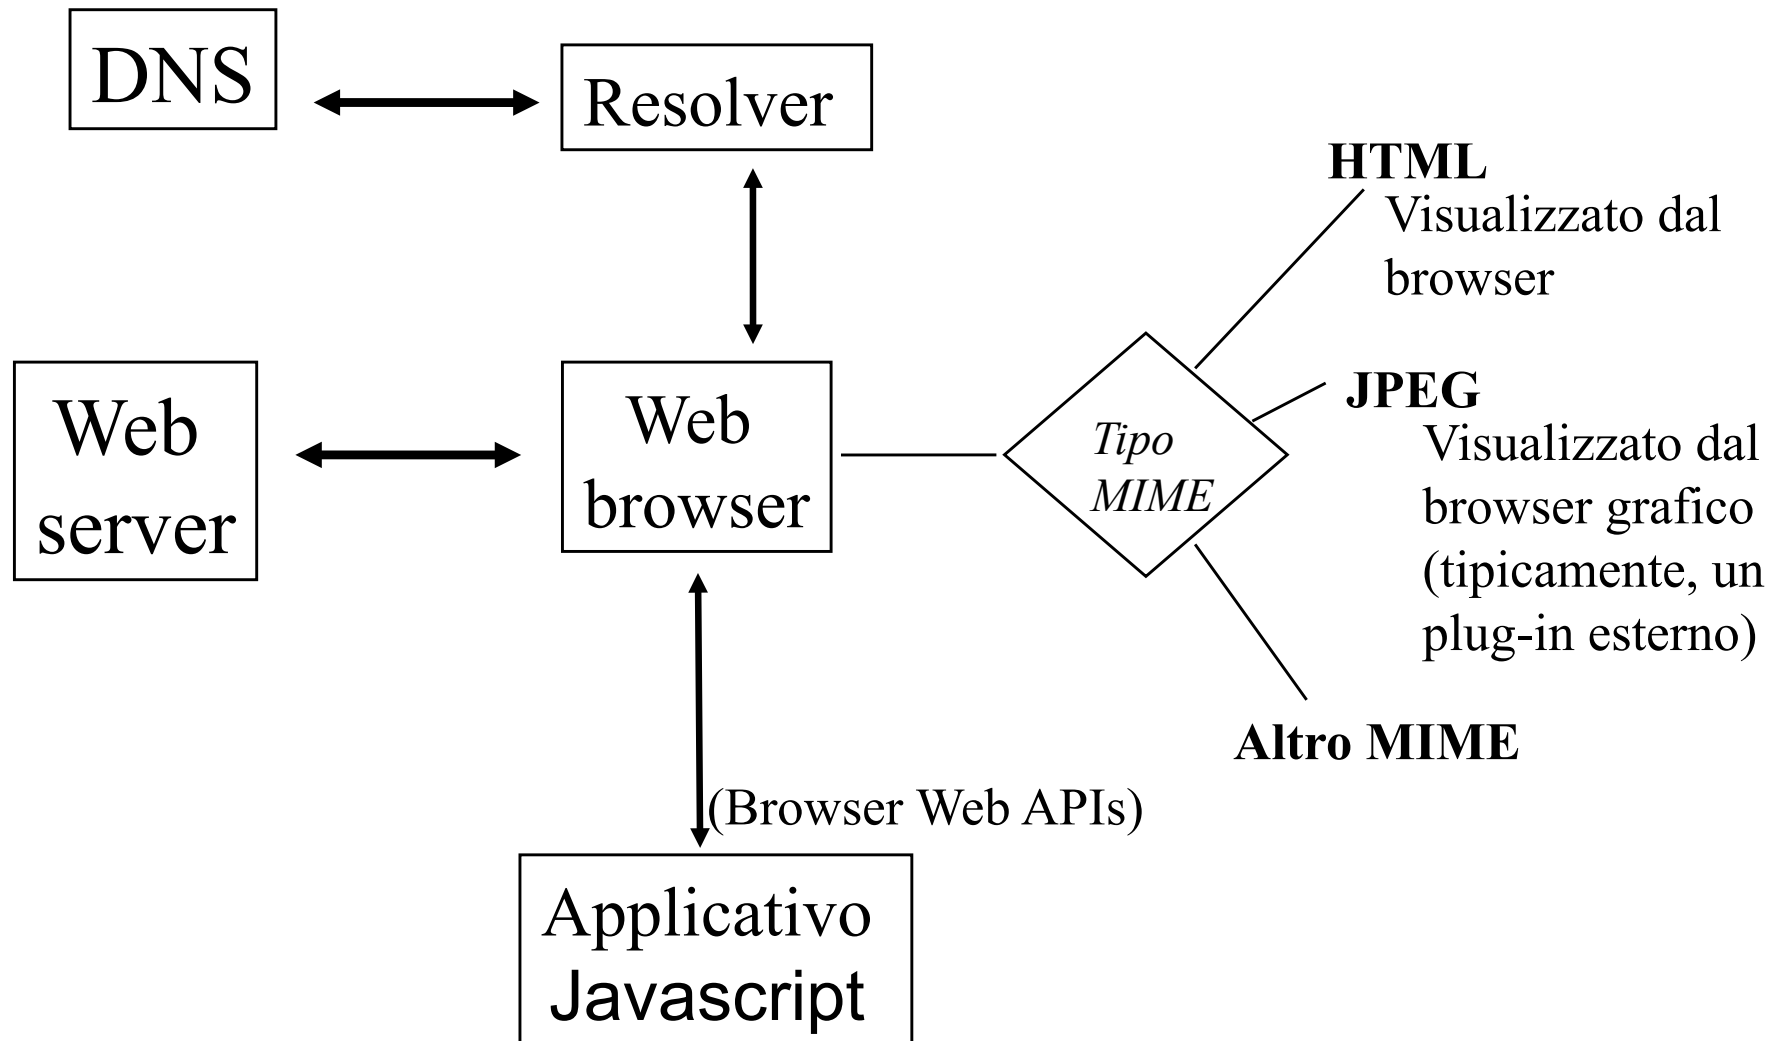 DNS
Resolver
HTML
Visualizzato dal
browser
Web
server
Web
browser
Tipo
MIME
JPEG
Visualizzato dal
browser grafico
(tipicamente, un
plug-in esterno)
Altro MIME
(Browser Web APIs)
Applicativo
Javascript